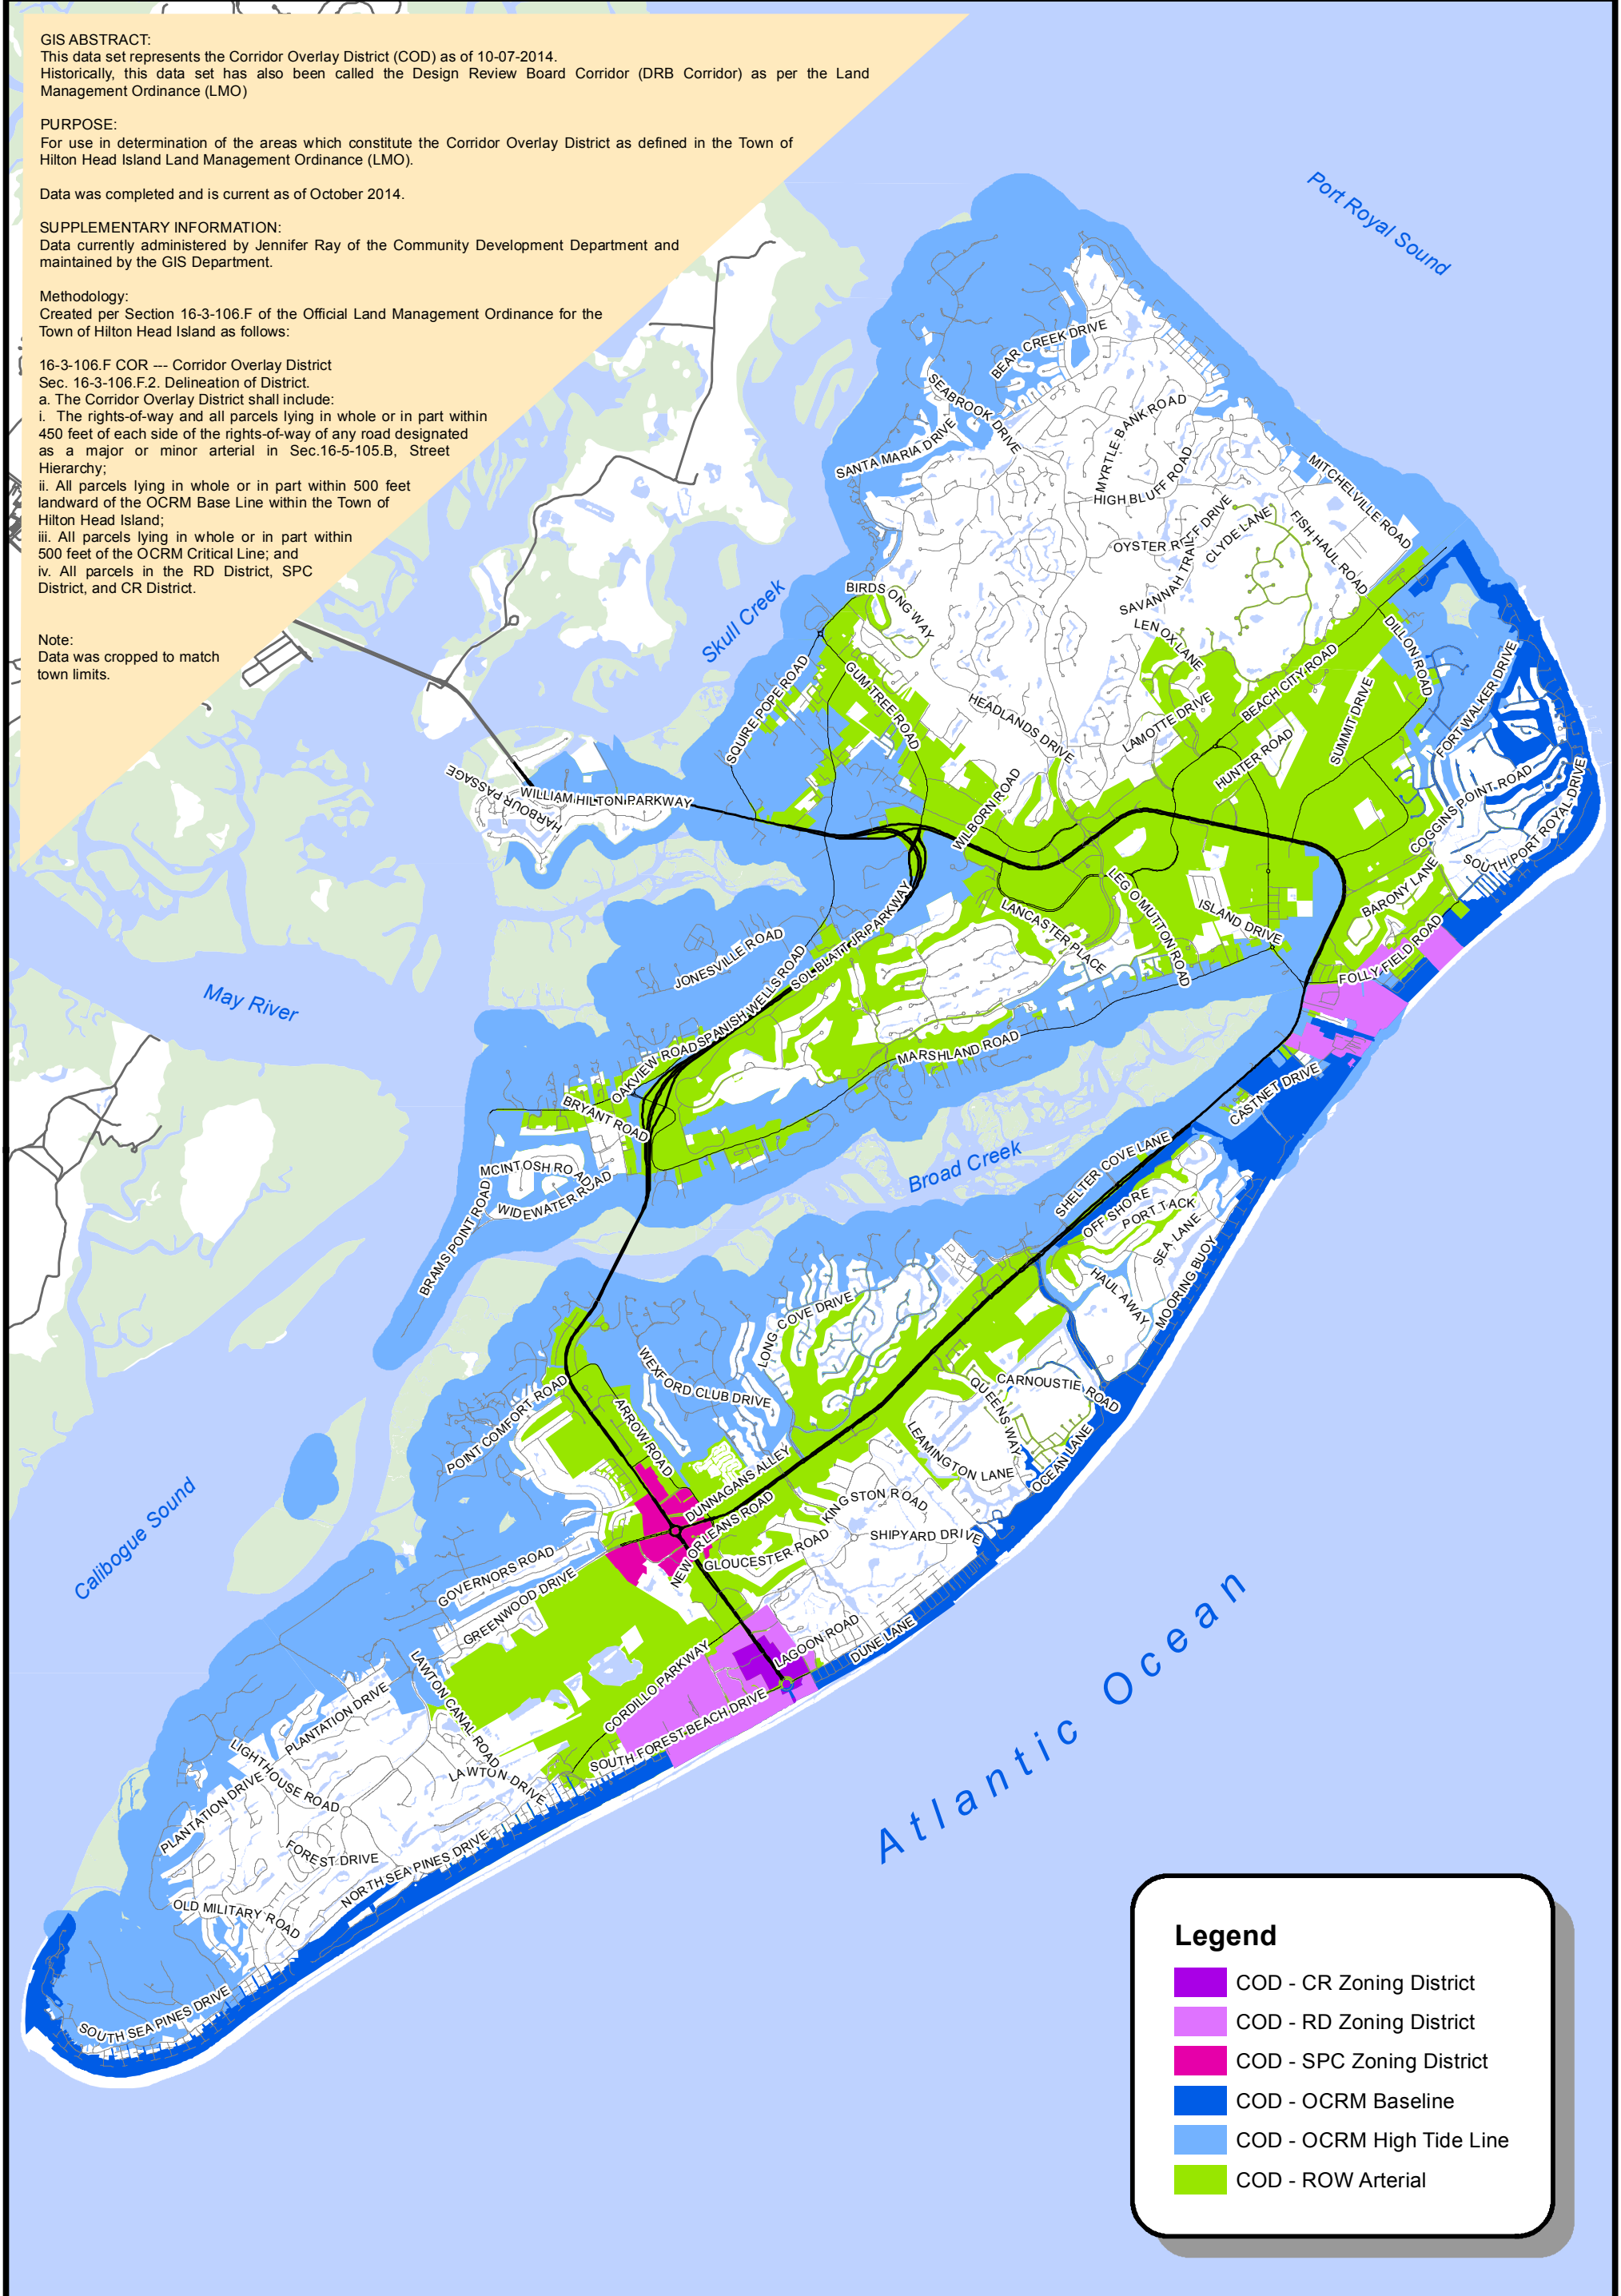 GIS ABSTRACT:
This data set represents the Corridor Overlay District (COD) as of 10-07-2014.
Historically, this data set has also been called the Design Review Board Corridor (DRB Corridor) as per the Land
Management Ordinance (LMO)
PURPOSE:
For use in determination of the areas which constitute the Corridor Overlay District as defined in the Town of
Hilton Head Island Land Management Ordinance (LMO).
Data was completed and is current as of October 2014.
SUPPLEMENTARY INFORMATION:
Data currently administered by Jennifer Ray of the Community Development Department and
maintained by the GIS Department.
Methodology:
Created per Section 16-3-106.F of the Official Land Management Ordinance for the
Town of Hilton Head Island as follows:
16-3-106.F COR --- Corridor Overlay District
Sec. 16-3-106.F.2. Delineation of District.
a. The Corridor Overlay District shall include:
i. The rights-of-way and all parcels lying in whole or in part within
450 feet of each side of the rights-of-way of any road designated
as a major or minor arterial in Sec.16-5-105.B, Street
Hierarchy;
ii. All parcels lying in whole or in part within 500 feet
landward of the OCRM Base Line within the Town of
Hilton Head Island;
iii. All parcels lying in whole or in part within
500 feet of the OCRM Critical Line; and
iv. All parcels in the RD District, SPC
District, and CR District.
Note:
Data was cropped to match
town limits.
Port Royal Sound
BEAR CREEK DRIVE
SEABROOK DRIVE
SANTA MARIA DRIVE
MYRTLE BANK ROAD
HIGH BLUFF ROAD
MITCHELVILLE ROAD
FISH HAUL ROAD
OYSTER REEF DRIVE
CLYDE LANE
SAVANNAH TRAIL
LENOX LANE
BIRDSONG WAY
Skull Creek
SQUIRE POPE ROAD
GUM TREE ROAD
HEADLANDS DRIVE
LAMOTTE DRIVE
BEACH CITY ROAD
DILLON ROAD
FORT WALKER DRIVE
SUMMIT DRIVE
HUNTER ROAD
HARBOUR PASSAGE
WILLIAM HILTON PARKWAY
WILBORN ROAD
COGGINS POINT ROAD
SOUTH PORT ROYAL DRIVE
BARONY LANE
LEG O MUTTON ROAD
ISLAND DRIVE
LANCASTER PLACE
FOLLY FIELD ROAD
JONESVILLE ROAD
SOL BLATT JR PARKWAY
SPANISH WELLS ROAD
May River
OAKVIEW ROAD
MARSHLAND ROAD
BRYANT ROAD
CASTNET DRIVE
MCINTOSH ROAD
WIDEWATER ROAD
BRAMS POINT ROAD
Broad Creek
SHELTER COVE LANE
OFF SHORE
PORT TACK
SEA LANE
HAUL AWAY
MOORING BUOY
LONG COVE DRIVE
WEXFORD CLUB DRIVE
CARNOUSTIE ROAD
QUEENS WAY
POINT COMFORT ROAD
ARROW ROAD
LEAMINGTON LANE
OCEAN LANE
DUNNAGANS ALLEY
NEW ORLEANS ROAD
KINGSTON ROAD
SHIPYARD DRIVE
GLOUCESTER ROAD
Calibogue Sound
GOVERNORS ROAD
GREENWOOD DRIVE
LAGOON ROAD
DUNE LANE
CORDILLO PARKWAY
SOUTH FOREST BEACH DRIVE
LAWTON CANAL ROAD
LAWTON DRIVE
PLANTATION DRIVE
LIGHTHOUSE ROAD
PLANTATION DRIVE
FOREST DRIVE
NORTH SEA PINES DRIVE
OLD MILITARY ROAD
SOUTH SEA PINES DRIVE
Atlantic Ocean
Legend
COD - CR Zoning District
COD - RD Zoning District
COD - SPC Zoning District
COD - OCRM Baseline
COD - OCRM High Tide Line
COD - ROW Arterial